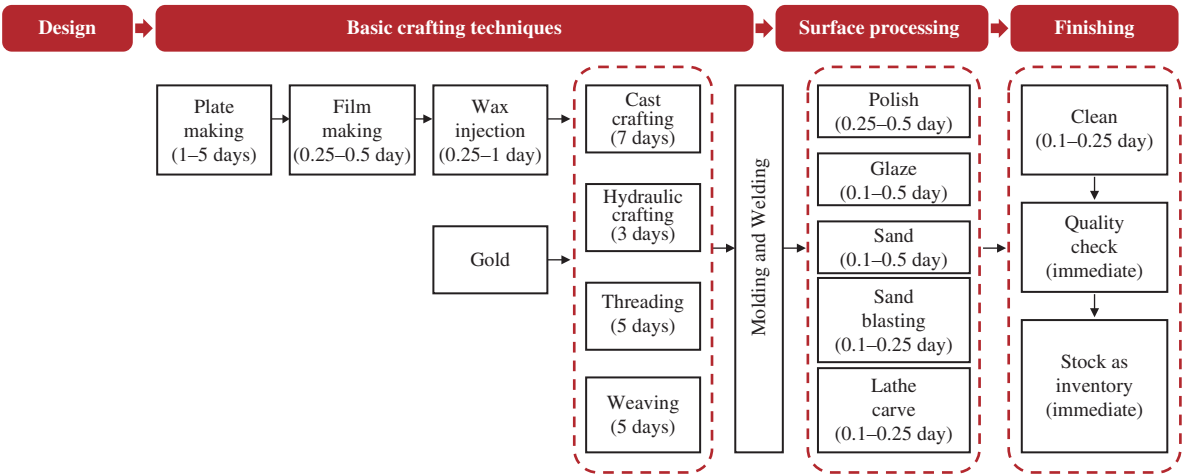 Design
Basic crafting techniques
Surface processing
Finishing
Plate
making
(1–5 days)
Film
making
(0.25–0.5 day)
Wax
injection
(0.25–1 day)
Gold
Cast
crafting
(7 days)
Hydraulic
crafting
(3 days)
Threading
(5 days)
Weaving
(5 days)
Molding and Welding
Polish
(0.25–0.5 day)
Glaze
(0.1–0.5 day)
Sand
(0.1–0.5 day)
Sand
blasting
(0.1–0.25 day)
Lathe
carve
(0.1–0.25 day)
Clean
(0.1–0.25 day)
Quality
check
(immediate)
Stock as
inventory
(immediate)